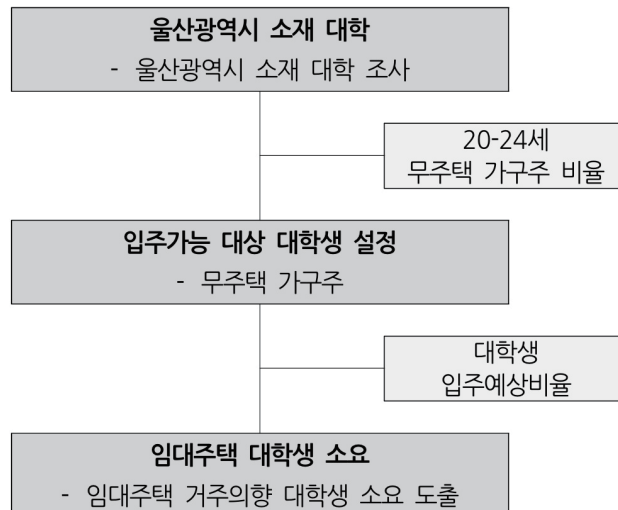 울산광역시 소재 대학
- 울산광역시 소재 대학 조사
20-24세
무주택 가구주 비율
입주가능 대상 대학생 설정
- 무주택 가구주
대학생
입주예상비율
임대주택 대학생 소요
- 임대주택 거주의향 대학생 소요 도출